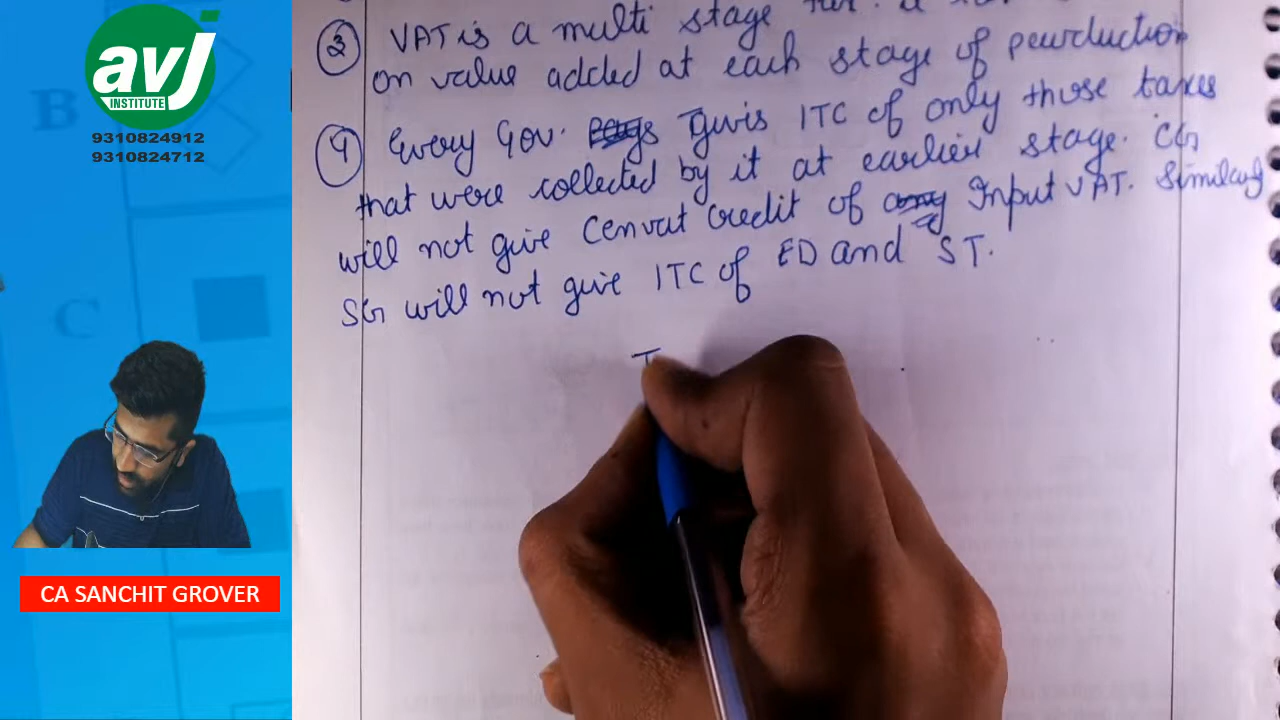 avj
INSTITUTE
9310824912
9310824712
B
C
CA SANCHIT GROVER
③ VAT is a multi stage
on value added at each stage of peurduction
④ Every Gov. givis ITC of only those taxes
that were collected by it at earlier stage. CG
will not give Cenvat Credit of Input VAT. Similarly
SG will not give ITC of ED and ST.
T